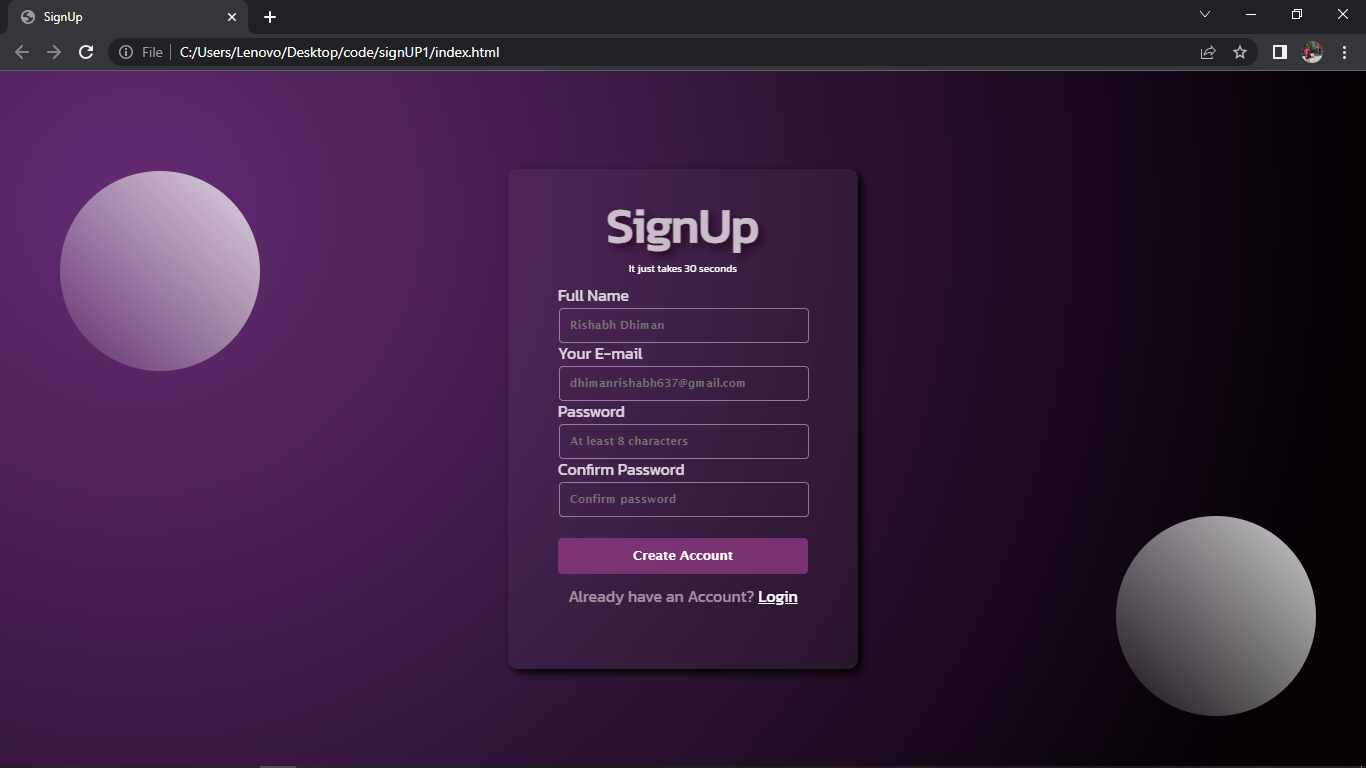 SignUp
File
C:/Users/Lenovo/Desktop/code/signUP1/index.html
SignUp
It just takes 30 seconds
Full Name
Rishabh Dhiman
Your E-mail
dhimanrishabh637@gmail.com
Password
At least 8 characters
Confirm Password
Confirm password
Create Account
Already have an Account? Login